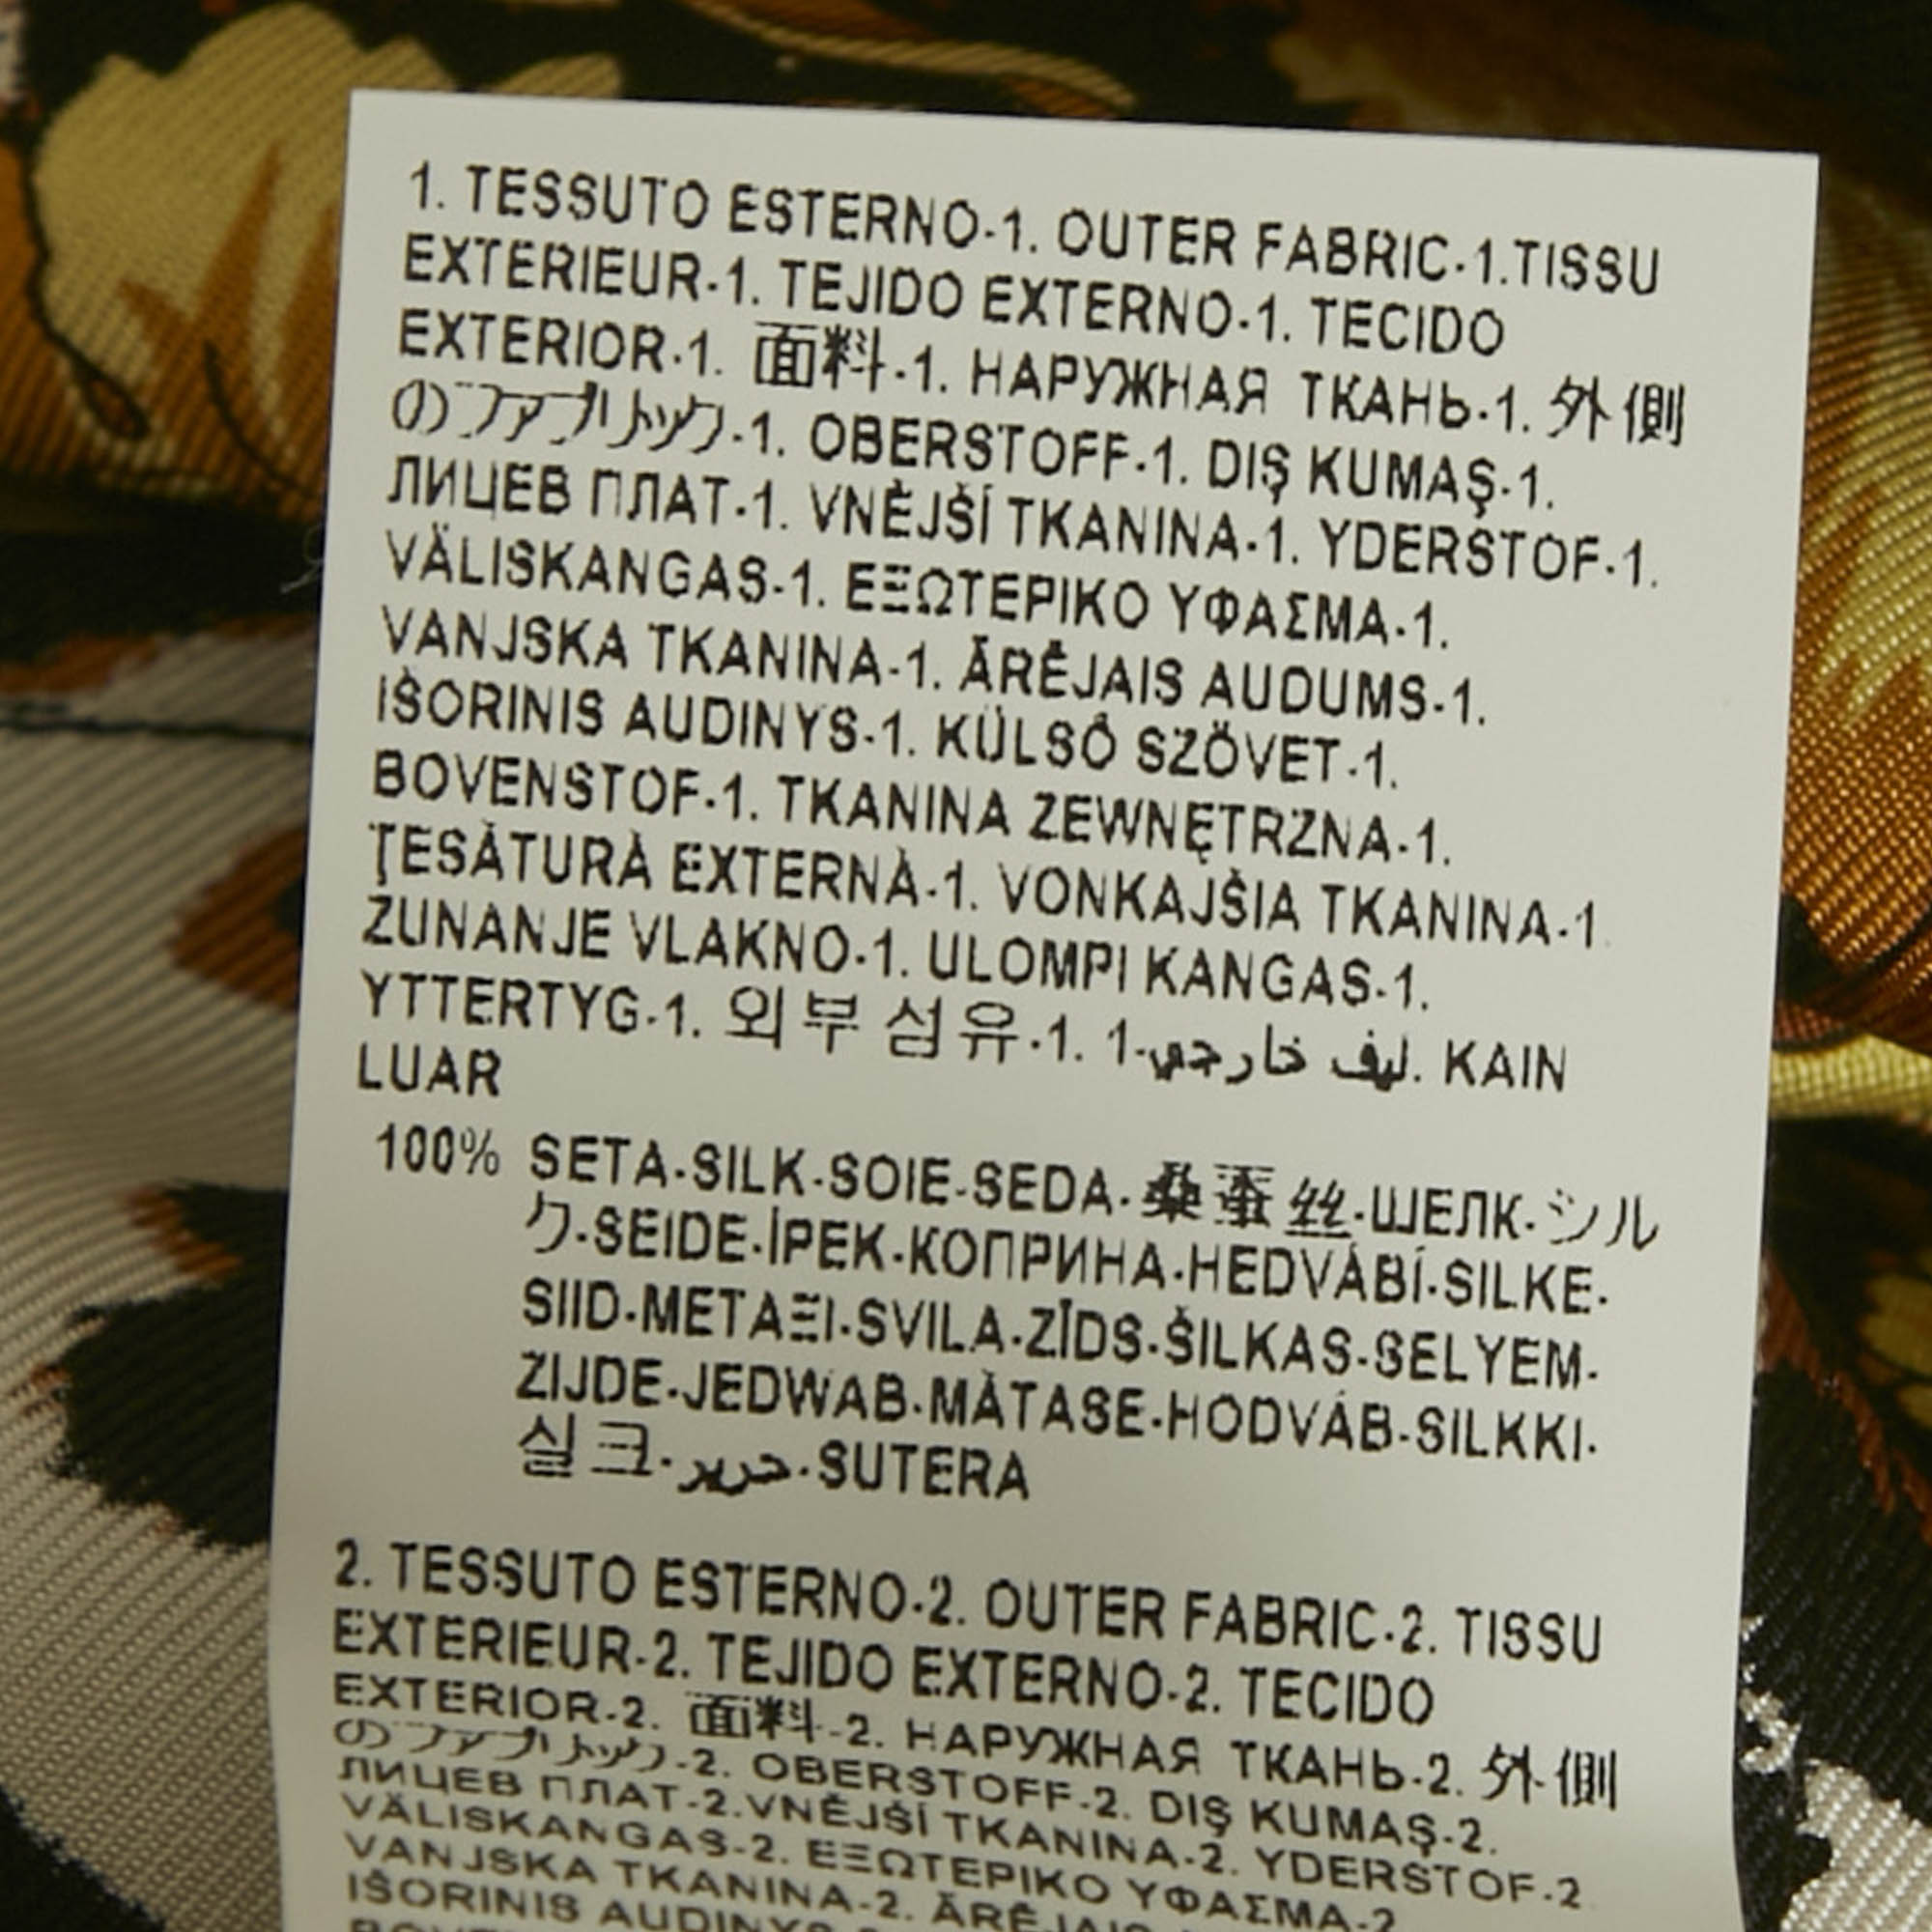 1. TESSUTO ESTERNO-1. OUTER FABRIC-1.TISSU
EXTERIEUR-1. TEJIDO EXTERNO-1. TECIDO
EXTERIOR-1. 面料-1. НАРУЖНАЯ ТКАНЬ-1. 外側
のファブリック-1. OBERSTOFF-1. DIŞ KUMAŞ-1.
ЛИЦЕВ ПЛАТ-1. VNĚJŠÍ TKANINA-1. YDERSTOF-1.
VÄLISKANGAS-1. ΕΞΩΤΕΡΙΚΟ ΥΦΑΣΜΑ-1.
VANJSKA TKANINA-1. ĀRĒJAIS AUDUMS-1.
IŠORINIS AUDINYS-1. KÜLSŐ SZÖVET-1.
BOVENSTOF-1. TKANINA ZEWNĘTRZNA-1.
ŢESĂTURĂ EXTERNĂ-1. VONKAJŠIA TKANINA-1.
ZUNANJE VLAKNO-1. ULOMPI KANGAS-1.
YTTERTYG-1. 외부 섬유-1. 1-ليف خارجي. KAIN
LUAR
100% SETA-SILK-SOIE-SEDA-桑蚕丝-ШЕЛК-シル
ク-SEIDE-İPEK-КОПРИНА-HEDVÁBÍ-SILKE-
SIID-ΜΕΤΑΞΙ-SVILA-ZĪDS-ŠILKAS-SELYEM-
ZIJDE-JEDWAB-MĂTASE-HODVÁB-SILKKI-
실크-حرير-SUTERA
2. TESSUTO ESTERNO-2. OUTER FABRIC-2. TISSU
EXTERIEUR-2. TEJIDO EXTERNO-2. TECIDO
EXTERIOR-2. 面料-2. НАРУЖНАЯ ТКАНЬ-2. 外側
のファブリック-2. OBERSTOFF-2. DIŞ KUMAŞ-2.
ЛИЦЕВ ПЛАТ-2.VNĚJŠÍ TKANINA-2. YDERSTOF-2
VÄLISKANGAS-2. ΕΞΩΤΕΡΙΚΟ ΥΦΑΣΜΑ-2
VANJSKA TKANINA-2. ĀRĒJAIS
IŠORINIS AUDINYS